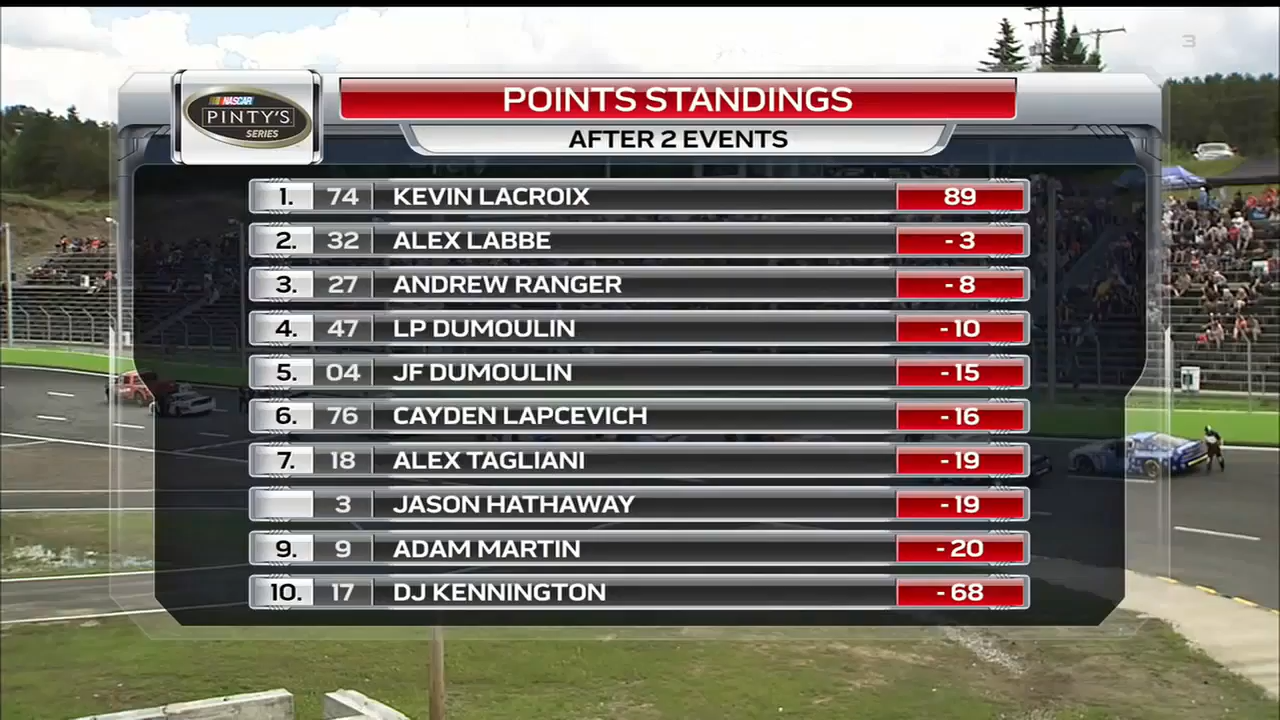 3
NASCAR
PINTY'S
SERIES
POINTS STANDINGS
AFTER 2 EVENTS
1. 74 KEVIN LACROIX 89
2. 32 ALEX LABBE - 3
3. 27 ANDREW RANGER - 8
4. 47 LP DUMOULIN - 10
5. 04 JF DUMOULIN - 15
6. 76 CAYDEN LAPCEVICH - 16
7. 18 ALEX TAGLIANI - 19
3 JASON HATHAWAY - 19
9. 9 ADAM MARTIN - 20
10. 17 DJ KENNINGTON - 68